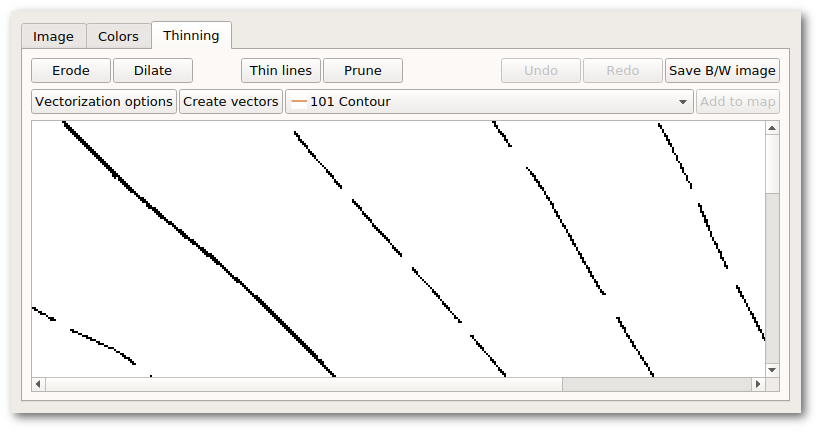 Image Colors Thinning
Erode Dilate Thin lines Prune Undo Redo Save B/W image
Vectorization options Create vectors 101 Contour Add to map